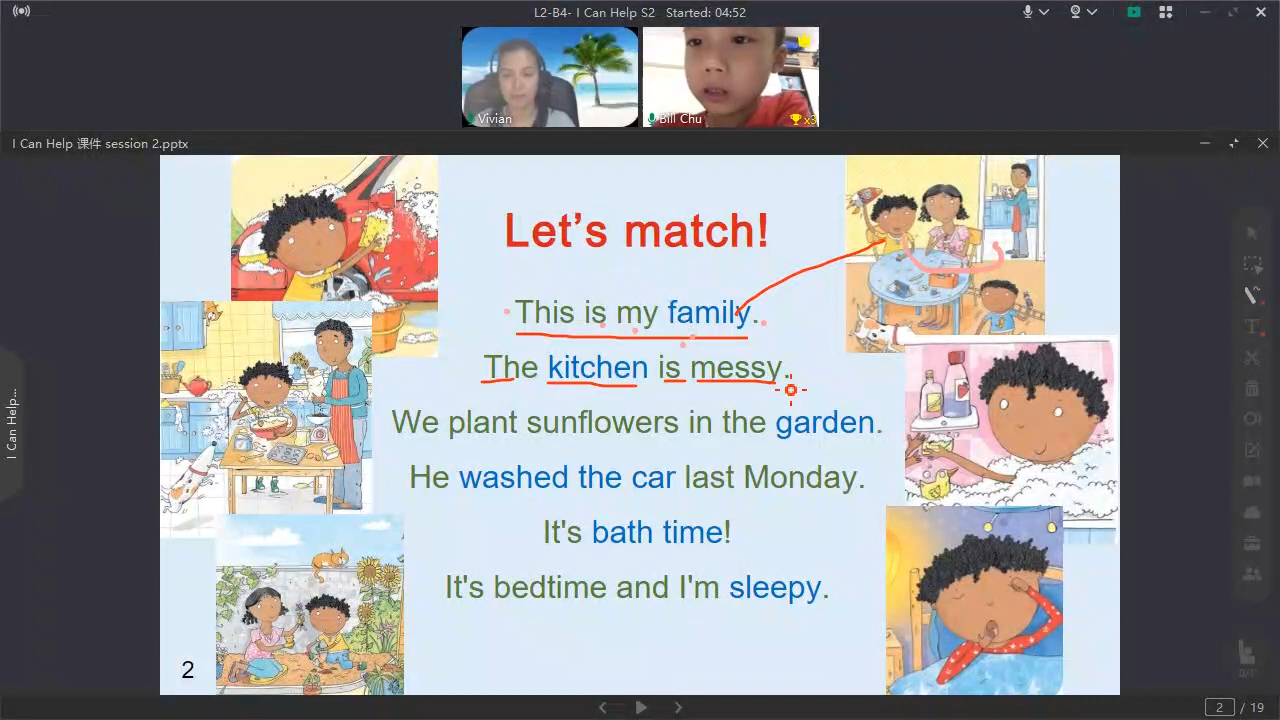 L2-B4- I Can Help S2 Started: 04:52
Vivian
Bill Chu
x3
I Can Help 课件 session 2.pptx
Let's match!
This is my family.
The kitchen is messy.
We plant sunflowers in the garden.
He washed the car last Monday.
It's bath time!
It's bedtime and I'm sleepy.
2
I Can Help...
0/1
2 / 19